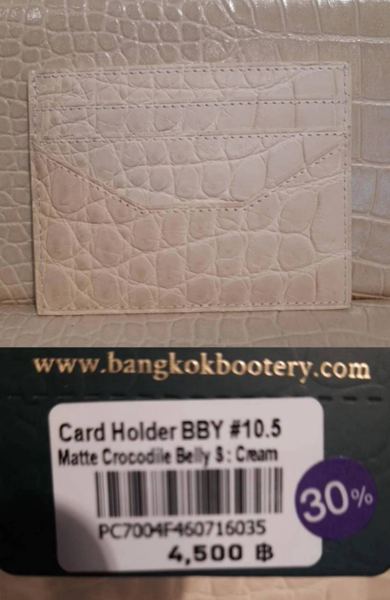 www.bangkokbootery.com
Card Holder BBY #10.5
Matte Crocodile Belly $ : Cream
30%
PC7004F460716035
4,500 ฿